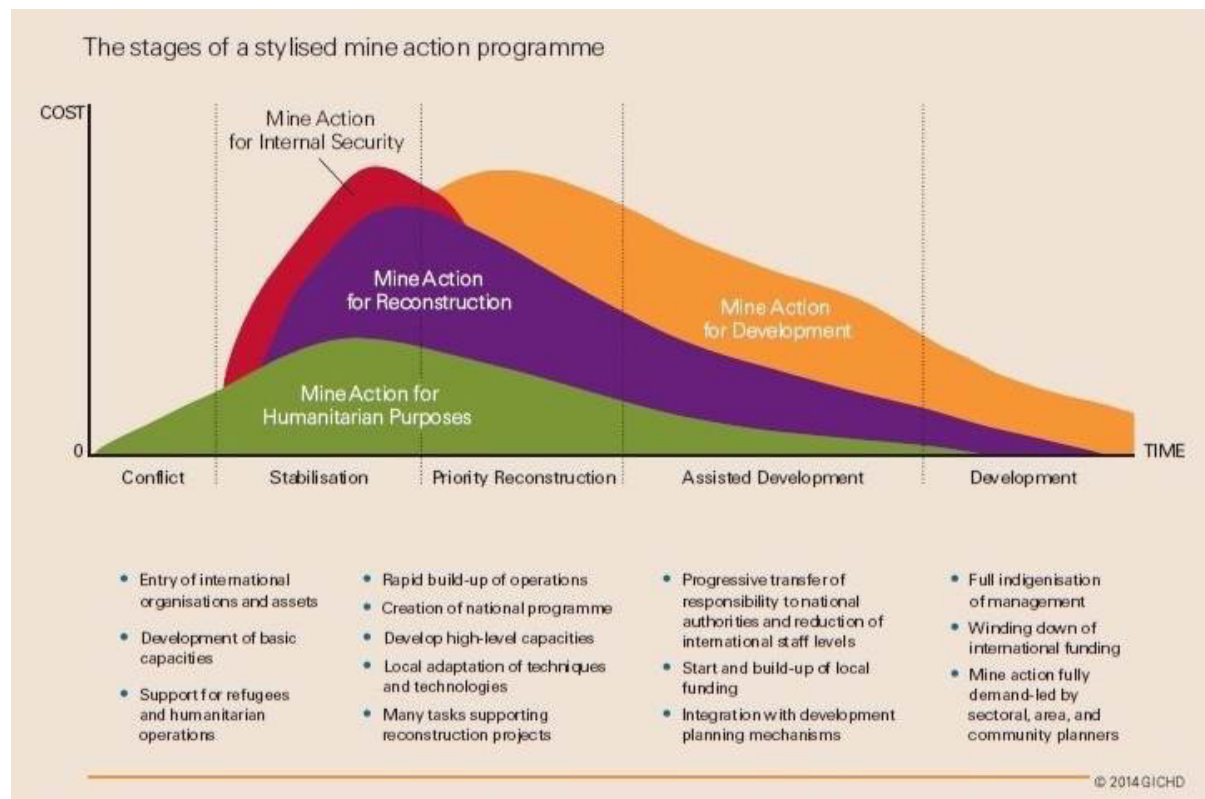 The stages of a stylised mine action programme
COST
Mine Action
for Internal Security
Mine Action
for Reconstruction
Mine Action
for Development
Mine Action for
Humanitarian Purposes
0
TIME
Conflict
Stabilisation
Priority Reconstruction
Assisted Development
Development
• Entry of international
organisations and assets
• Development of basic
capacities
• Support for refugees
and humanitarian
operations
• Rapid build-up of operations
• Creation of national programme
• Develop high-level capacities
• Local adaptation of techniques
and technologies
• Many tasks supporting
reconstruction projects
• Progressive transfer of
responsibility to national
authorities and reduction of
international staff levels
• Start and build-up of local
funding
• Integration with development
planning mechanisms
• Full indigenisation
of management
• Winding down of
international funding
• Mine action fully
demand-led by
sectoral, area, and
community planners
© 2014 GICHD